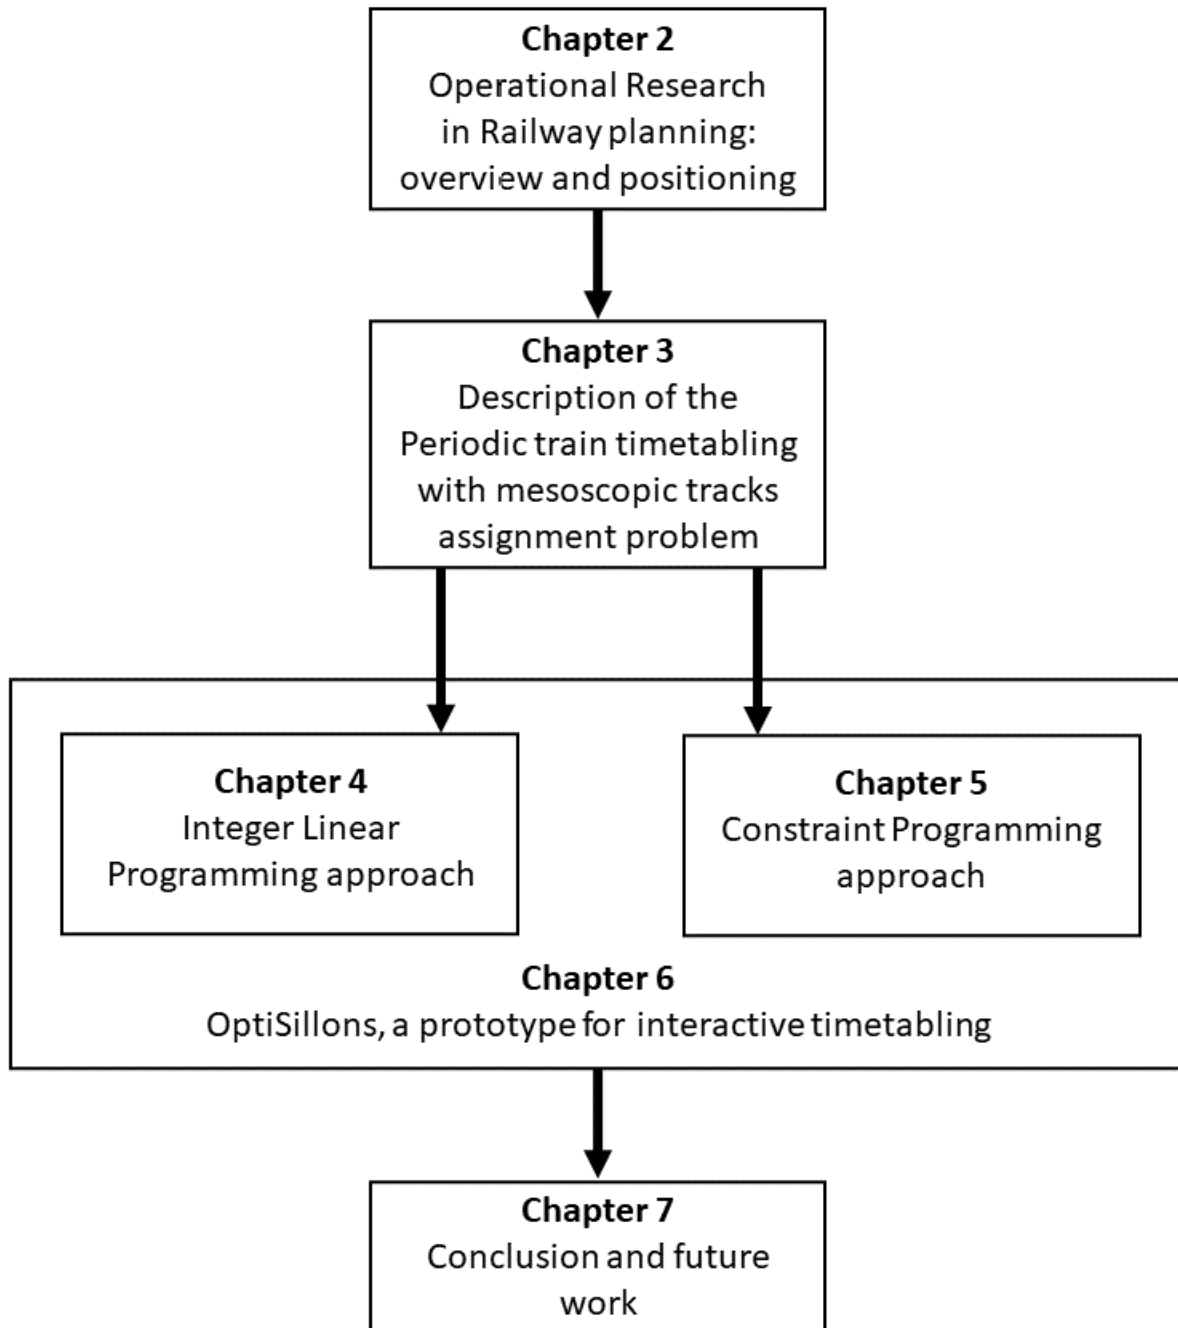 Chapter 2
Operational Research
in Railway planning:
overview and positioning
Chapter 3
Description of the
Periodic train timetabling
with mesoscopic tracks
assignment problem
Chapter 4
Integer Linear
Programming approach
Chapter 5
Constraint Programming
approach
Chapter 6
OptiSillons, a prototype for interactive timetabling
Chapter 7
Conclusion and future
work